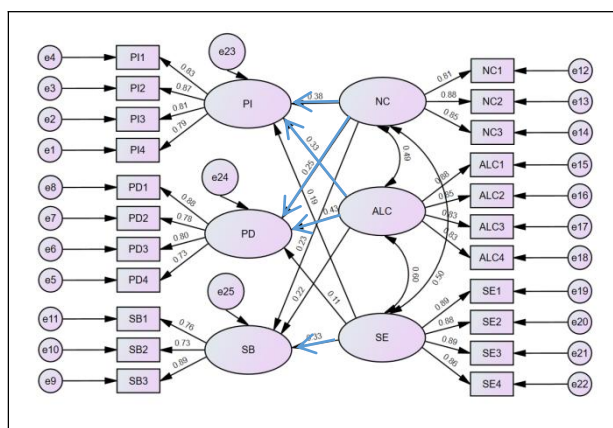 e23
e4
PI1
0.83
e3
PI2
0.87
PI
0.38
NC
0.81
NC1
e12
e2
PI3
0.81
0.88
NC2
e13
e1
PI4
0.79
0.85
NC3
e14
0.33
0.25
0.49
e24
0.19
0.88
ALC1
e15
e8
PD1
0.88
0.85
ALC2
e16
e7
PD2
0.78
PD
0.43
ALC
0.83
ALC3
e17
e6
PD3
0.80
0.83
ALC4
e18
e5
PD4
0.73
0.23
0.60
0.50
e25
0.22
0.11
0.89
SE1
e19
e11
SB1
0.76
0.88
SE2
e20
e10
SB2
0.73
SB
0.33
SE
0.89
SE3
e21
e9
SB3
0.89
0.86
SE4
e22